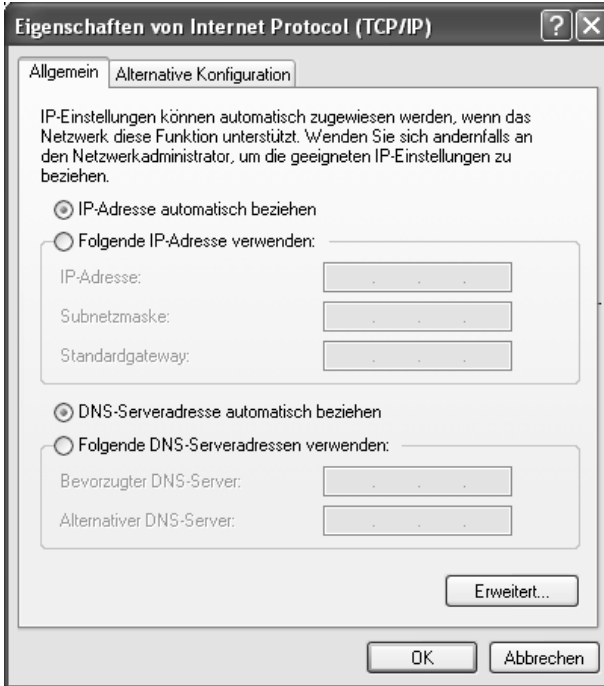 Eigenschaften von Internet Protocol (TCP/IP)
Allgemein
Alternative Konfiguration
IP-Einstellungen können automatisch zugewiesen werden, wenn das
Netzwerk diese Funktion unterstützt. Wenden Sie sich andernfalls an
den Netzwerkadministrator, um die geeigneten IP-Einstellungen zu
beziehen.
IP-Adresse automatisch beziehen
Folgende IP-Adresse verwenden:
IP-Adresse:
Subnetzmaske:
Standardgateway:
DNS-Serveradresse automatisch beziehen
Folgende DNS-Serveradressen verwenden:
Bevorzugter DNS-Server:
Alternativer DNS-Server:
Erweitert...
OK
Abbrechen